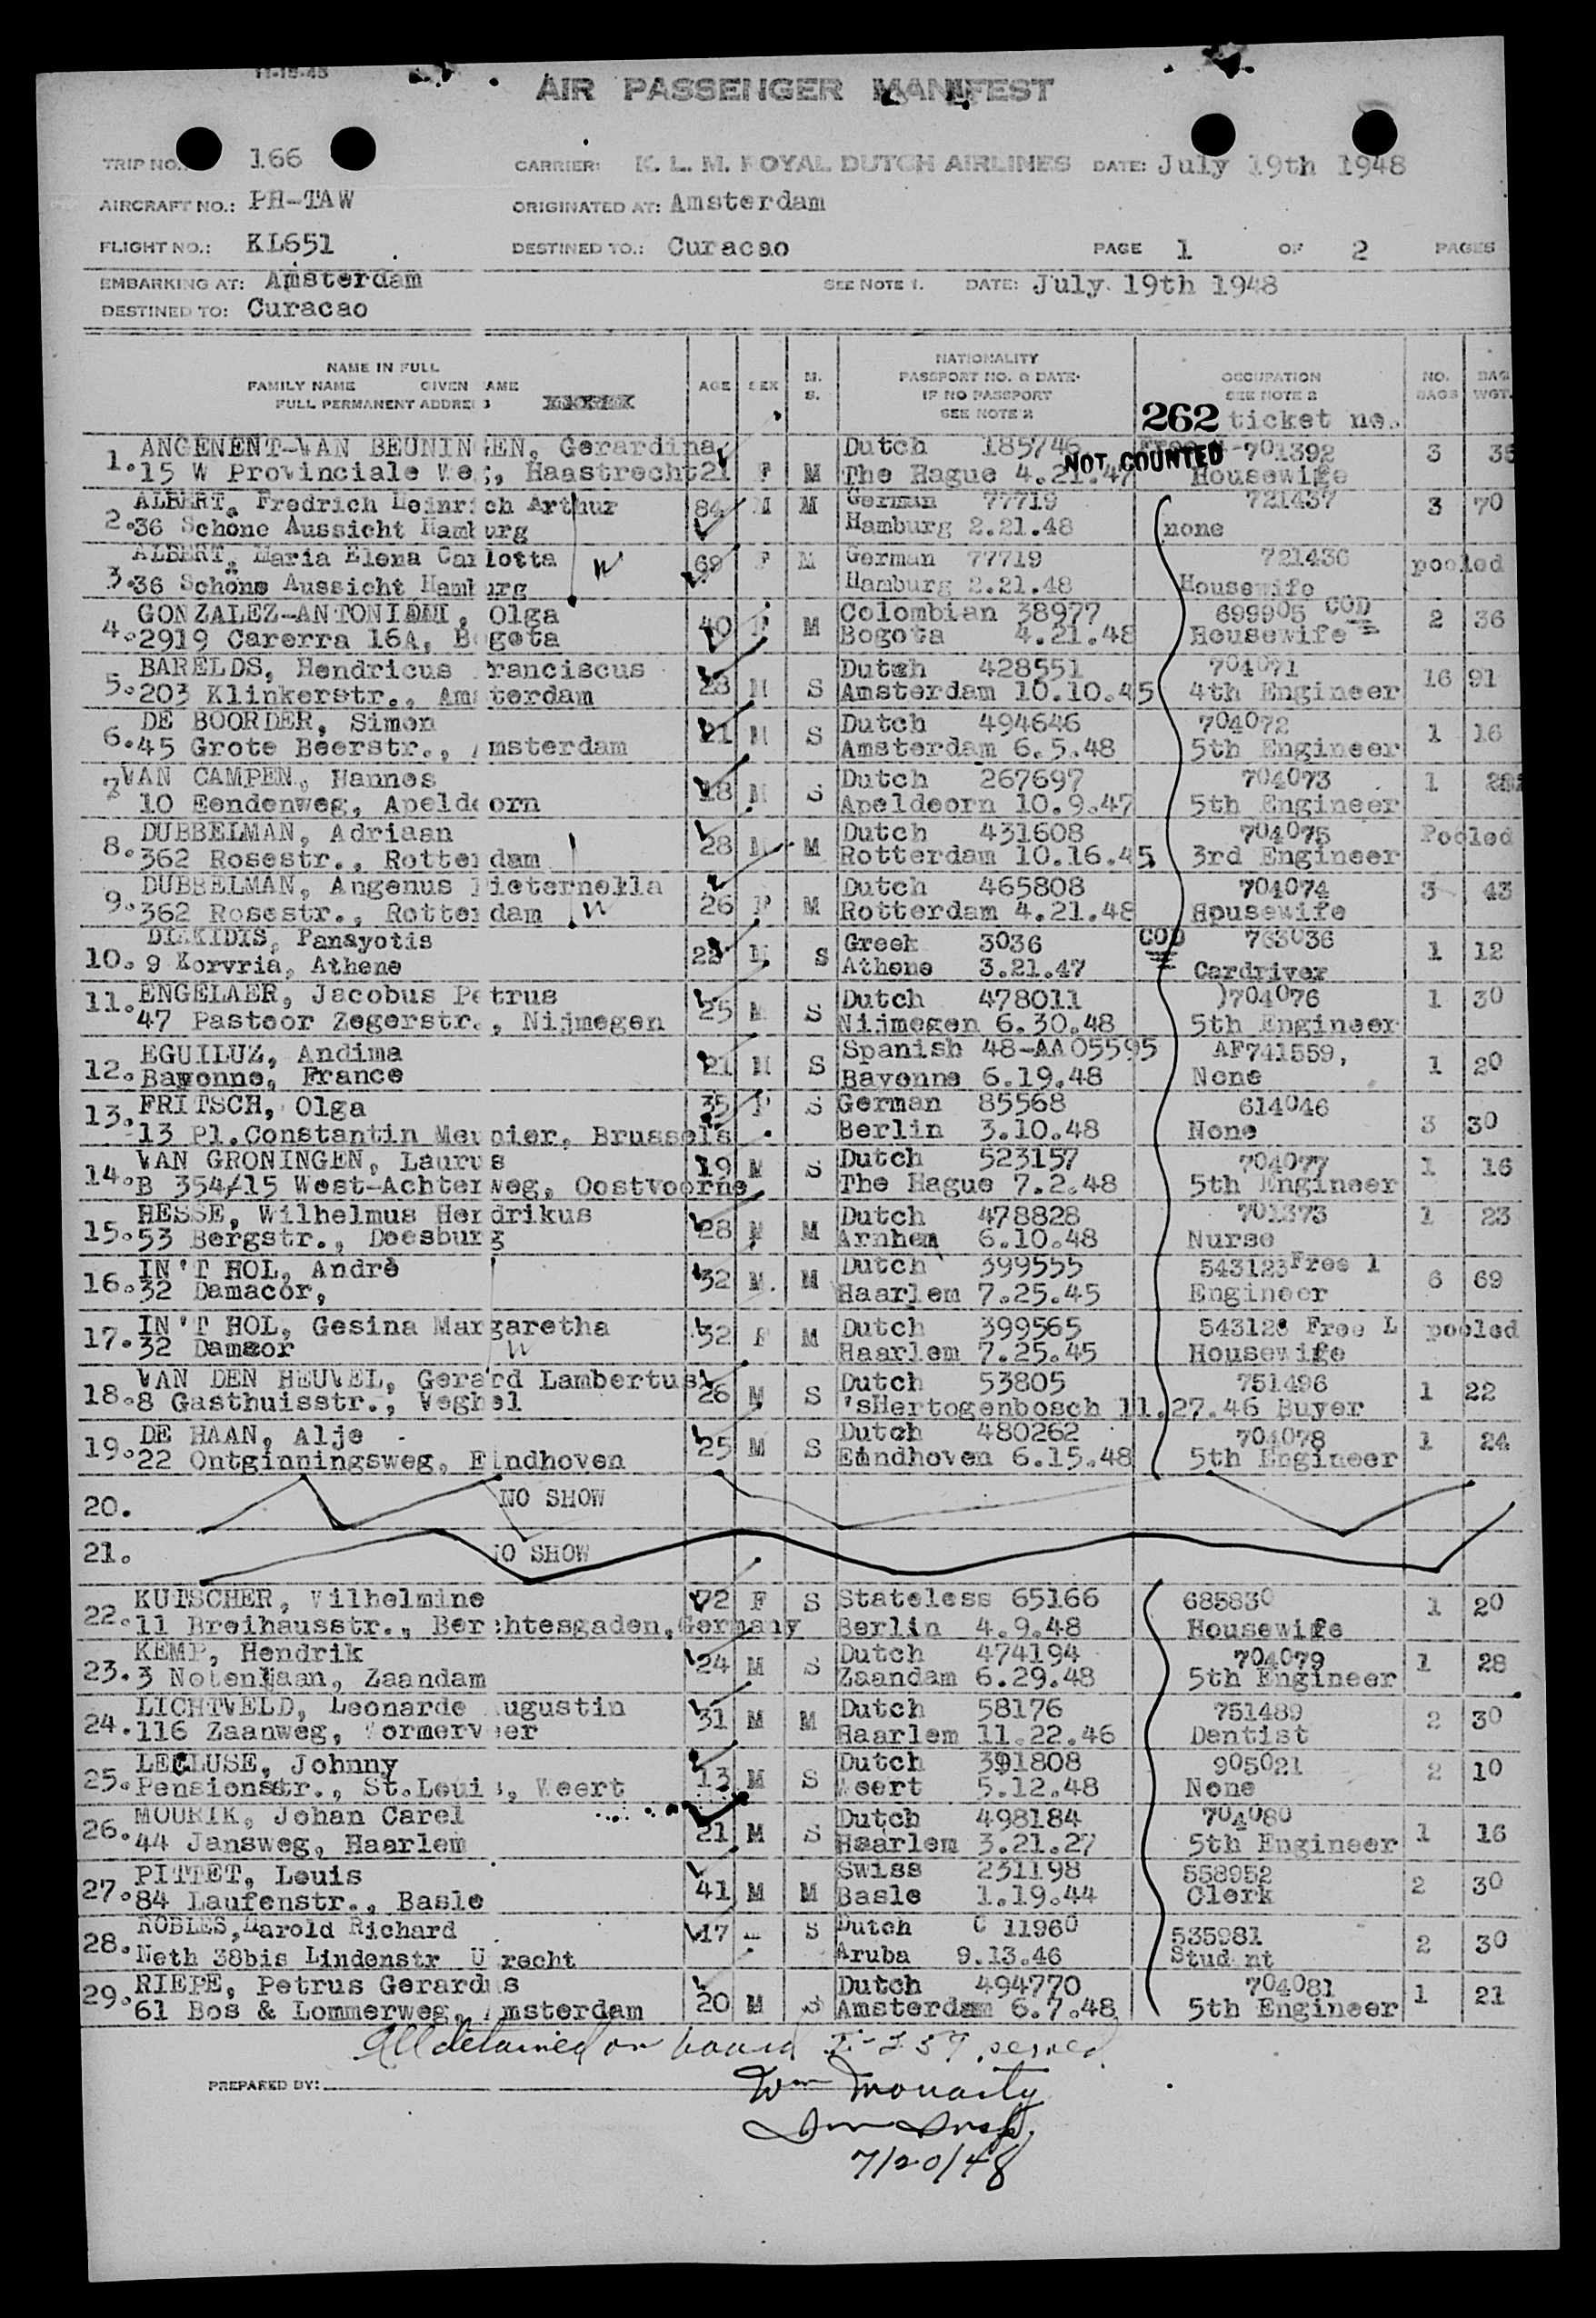 11-15-45
AIR PASSENGER MANIFEST
TRIP NO.: 166 CARRIER: K. L. M. ROYAL DUTCH AIRLINES DATE: July 19th 1948
AIRCRAFT NO.: PH-TAW ORIGINATED AT: Amsterdam
FLIGHT NO.: KL651 DESTINED TO.: Curacao PAGE 1 OF 2 PAGES
EMBARKING AT: Amsterdam SEE NOTE 1. DATE: July 19th 1948
DESTINED TO: Curacao
NAME IN FULL FAMILY NAME GIVEN AME FULL PERMANENT ADDRES AGE SEX M. S. NATIONALITY PASSPORT NO. & DATE- IF NO PASSPORT SEE NOTE 2 OCCUPATION SEE NOTE 2 NO. BAGS BAG WGT.
262 ticket no.
ANGENENT-VAN BEUNINGEN, Gerardina Dutch 185746 701392
1. 15 W Provinciale Weg, Haastrecht 21 F M The Hague 4.21.47 NOT COUNTED Housewife 3 36
ALBERT, Fredrich Heinrich Arthur 84 M M German 77719 721437 3 70
2. 36 Schone Aussicht Hamburg Hamburg 2.21.48 none
ALBERT, Maria Elena Carlotta W 69 F M German 77719 721436 pooled
3. 36 Schone Aussicht Hamburg Hamburg 2.21.48 Housewife
GONZALEZ-ANTONIANI, Olga 40 F M Colombian 38977 699905 COD 2 36
4. 2919 Carerra 16A, Bogota Bogota 4.21.48 Housewife
BARELDS, Hendricus Franciscus Dutch 428551 704071 16 91
5. 203 Klinkerstr., Amsterdam 23 M S Amsterdam 10.10.45 4th Engineer
DE BOORDER, Simon Dutch 494646 704072
6. 45 Grote Beerstr., Amsterdam 21 M S Amsterdam 6.5.48 5th Engineer 1 16
VAN CAMPEN, Hannes Dutch 267697 704073 1 28
7 10 Eendenweg, Apeldoorn 18 M S Apeldoorn 10.9.47 5th Engineer
DUBBELMAN, Adriaan Dutch 431608 704075 Pooled
8. 362 Rosestr., Rotterdam 28 M M Rotterdam 10.16.45 3rd Engineer
DUBBELMAN, Angenus Pieternella Dutch 465808 704074 3 43
9. 362 Rosestr., Rotterdam W 26 F M Rotterdam 4.21.48 Housewife
DIAKIDIS, Panayotis Greek 3036 COD 763036
10. 9 Korvria, Athene 22 M S Athene 3.21.47 Cardriver 1 12
ENGELAER, Jacobus Petrus Dutch 478011 704076 1 30
11. 47 Pastoor Zegerstr., Nijmegen 25 M S Nijmegen 6.30.48 5th Engineer
EGUILUZ, Andima Spanish 48-AA05595 AF741559,
12. Bayonne, France 21 M S Bayonne 6.19.48 None 1 20
FRITSCH, Olga 35 F S German 85568 614046
13. 13 Pl.Constantin Meunier, Brussels Berlin 3.10.48 None 3 30
VAN GRONINGEN, Laurus 19 M S Dutch 523157 704077 1 16
14. B 354/15 West-Achterweg, Oostvoorne The Hague 7.2.48 5th Engineer
HESSE, Wilhelmus Hendrikus Dutch 478828 701373 1 23
15. 53 Bergstr., Doesburg 28 M M Arnhem 6.10.48 Nurse
IN'T HOL, Andrè Dutch 399555 543123 Free 1
16. 32 Damacor, 32 M. M Haarlem 7.25.45 Engineer 6 69
IN'T HOL, Gesina Margaretha Dutch 399565 543128 Free L pooled
17. 32 Damacor W 32 F M Haarlem 7.25.45 Housewife
VAN DEN HEUVEL, Gerard Lambertus Dutch 53805 751496
18. 8 Gasthuisstr., Veghel 26 M S 'sHertogenbosch 11.27.46 Buyer 1 22
DE HAAN, Alje Dutch 480262 704078 1 24
19. 22 Ontginningsweg, Eindhoven 25 M S Eindhoven 6.15.48 5th Engineer
20. NO SHOW
21. NO SHOW
KUTSCHER, Wilhelmine 72 F S Stateless 65166 685830 1 20
22. 11 Breihausstr., Berchtesgaden, Germany Berlin 4.9.48 Housewife
KEMP, Hendrik 24 M S Dutch 474194 704079 1 28
23. 3 Notenlaan, Zaandam Zaandam 6.29.48 5th Engineer
LICHTVELD, Leonarde Augustin Dutch 58176 751489
24. 116 Zaanweg, Wormerveer 31 M M Haarlem 11.22.46 Dentist 2 30
LECLUSE, Johnny Dutch 391808 905021
25. Pensionstr., St.Louis, Weert 13 M S Weert 5.12.48 None 2 10
MOURIK, Johan Carel Dutch 498184 704080
26. 44 Jansweg, Haarlem 21 M S Haarlem 3.21.27 5th Engineer 1 16
PITTET, Louis Swiss 231198 558952
27. 84 Laufenstr., Basle 41 M M Basle 1.19.44 Clerk 2 30
ROBLES, Harold Richard 17 S Dutch C 11960 535981
28. Neth 38bis Lindenstr U recht Aruba 9.13.46 Stud nt 2 30
RIEPE, Petrus Gerardus Dutch 494770 704081
29. 61 Bos & Lommerweg, Amsterdam 20 M S Amsterdam 6.7.48 5th Engineer 1 21
All detained on board I-259 served
PREPARED BY: Wm Moriarty
Imm Insp.
7/20/48